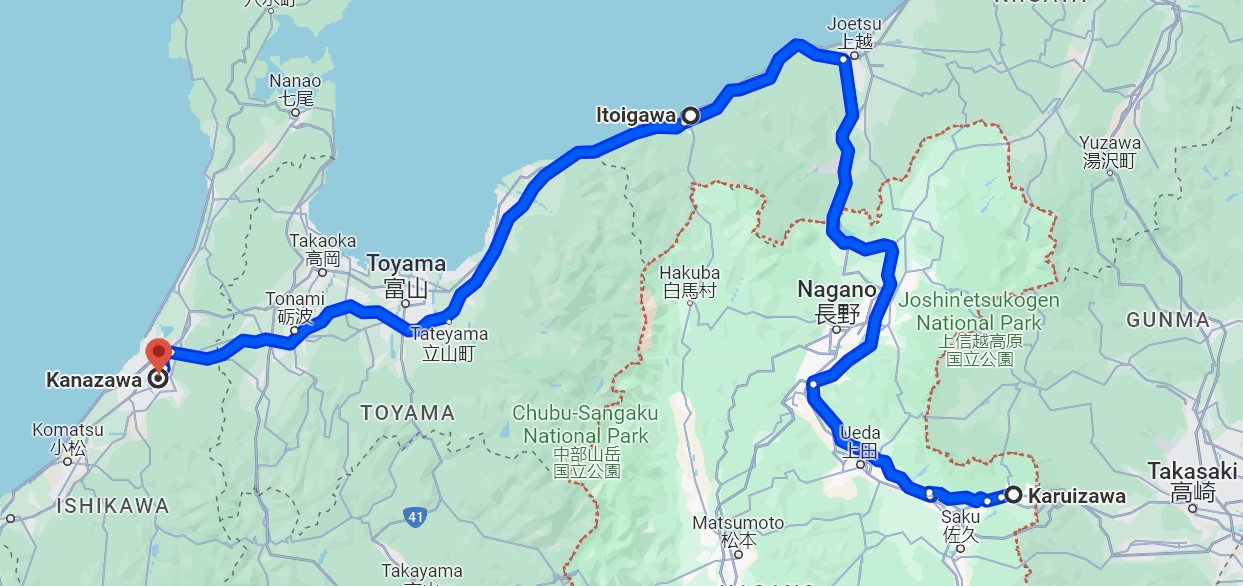 Joetsu
上越
Nanao
七尾
Itoigawa
Yuzawa
湯沢町
Takaoka
高岡
Toyama
富山
Hakuba
白馬村
Nagano
長野
Joshin'etsukogen
National Park
上信越高原
国立公園
Tonami
砺波
Tateyama
立山町
GUNMA
Kanazawa
TOYAMA
Chubu-Sangaku
National Park
中部山岳
国立公園
Komatsu
小松
Ueda
上田
Takasaki
高崎
Karuizawa
ISHIKAWA
41
Saku
佐久
Matsumoto
松本
Takayama